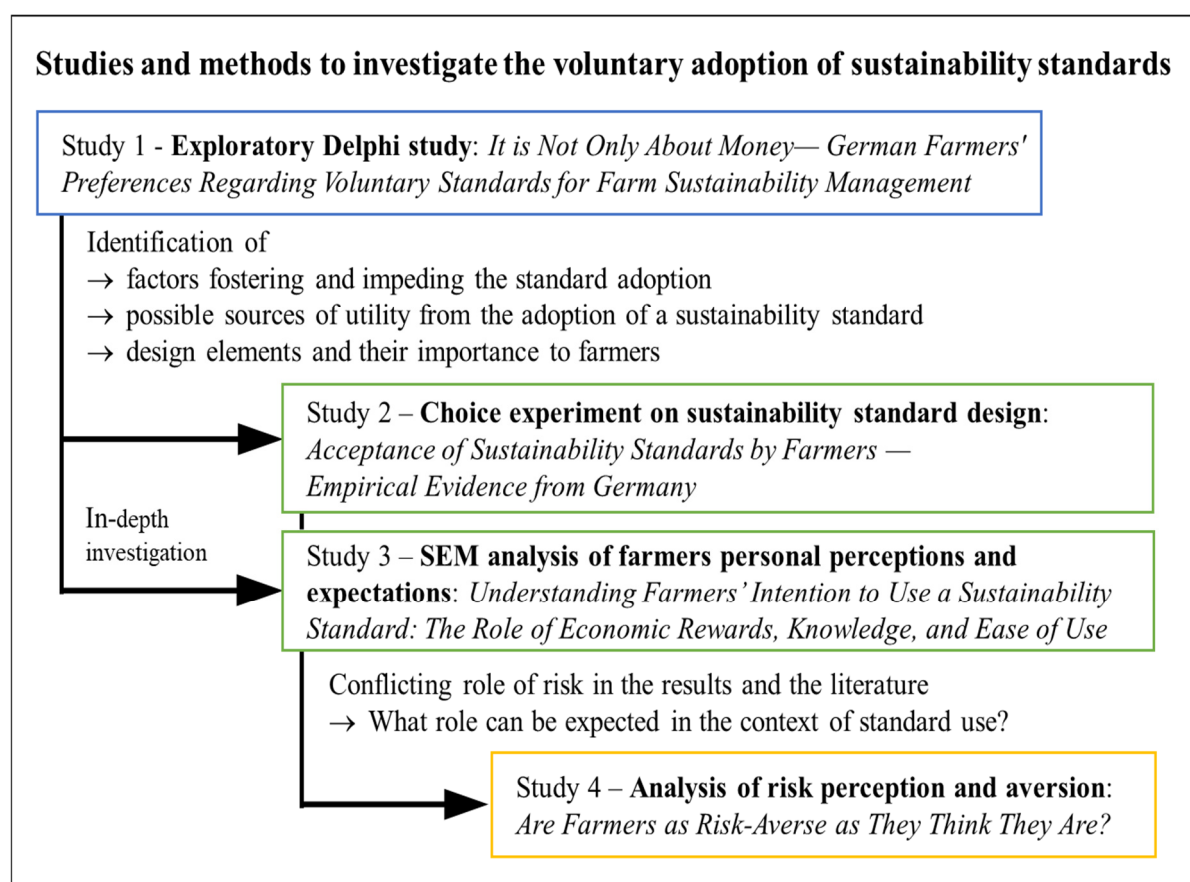 Studies and methods to investigate the voluntary adoption of sustainability standards
Study 1 - Exploratory Delphi study: It is Not Only About Money— German Farmers'
Preferences Regarding Voluntary Standards for Farm Sustainability Management
Identification of
→ factors fostering and impeding the standard adoption
→ possible sources of utility from the adoption of a sustainability standard
→ design elements and their importance to farmers
Study 2 – Choice experiment on sustainability standard design:
Acceptance of Sustainability Standards by Farmers —
Empirical Evidence from Germany
In-depth
investigation
Study 3 – SEM analysis of farmers personal perceptions and
expectations: Understanding Farmers' Intention to Use a Sustainability
Standard: The Role of Economic Rewards, Knowledge, and Ease of Use
Conflicting role of risk in the results and the literature
→ What role can be expected in the context of standard use?
Study 4 – Analysis of risk perception and aversion:
Are Farmers as Risk-Averse as They Think They Are?